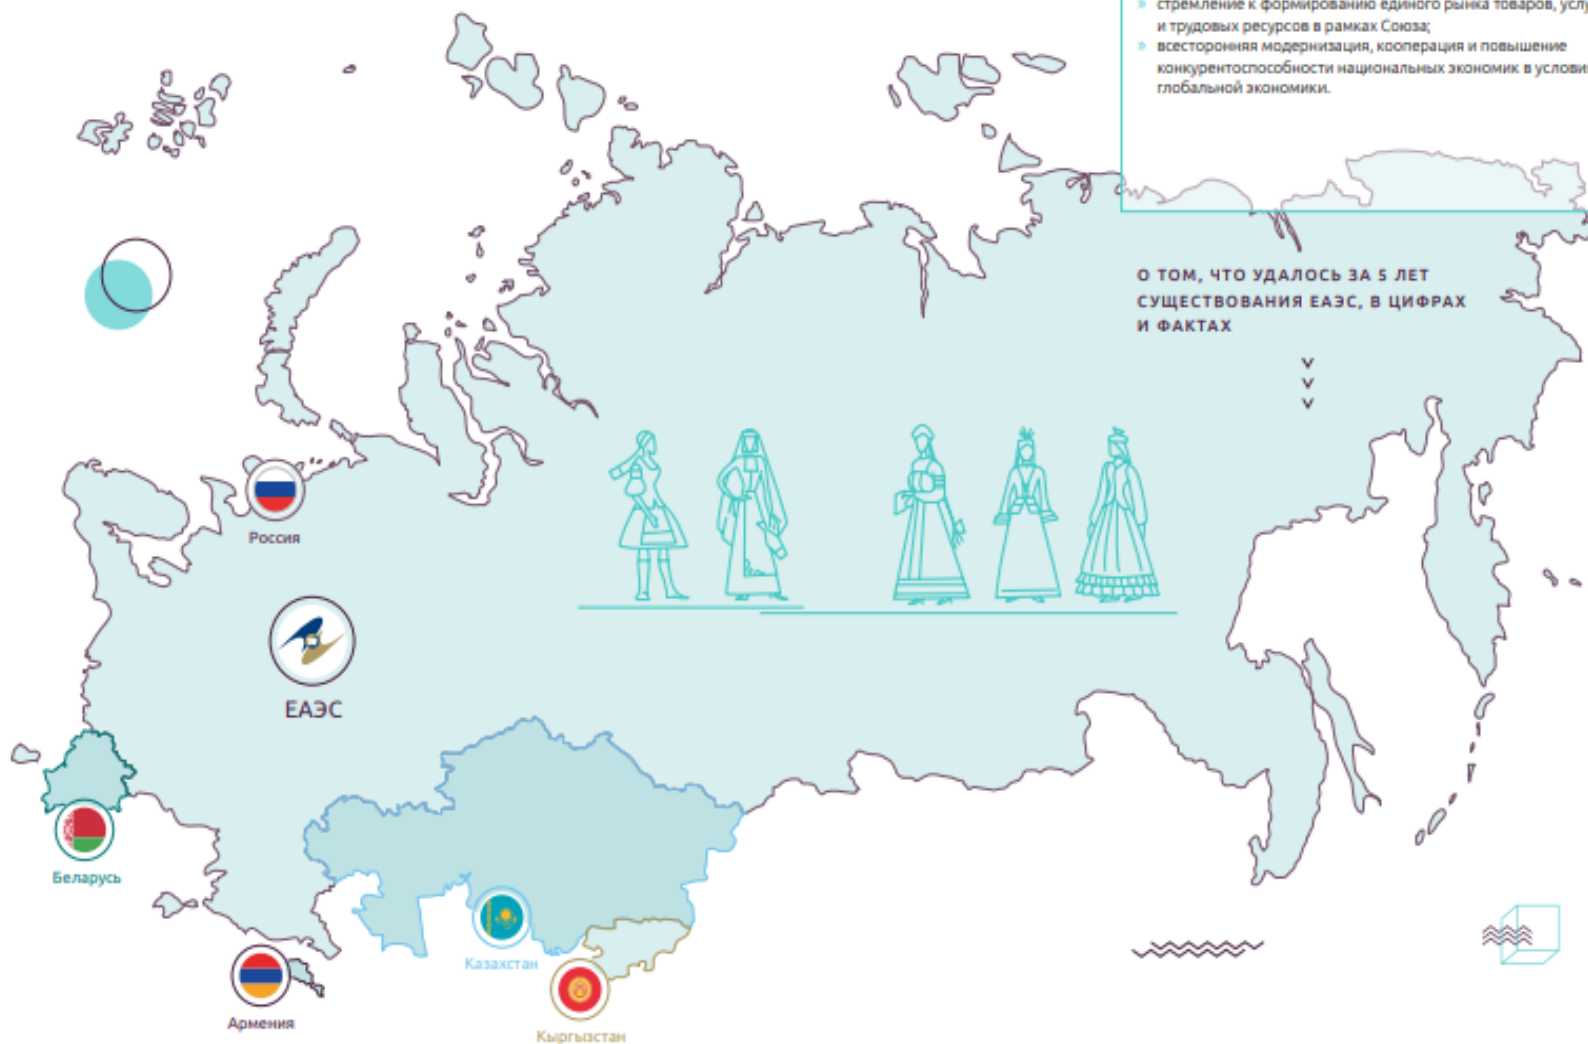 » стремление к формированию единого рынка товаров,
и трудовых ресурсов в рамках Союза;
» всесторонняя модернизация, кооперация и повышение
конкурентоспособности национальных экономик в
глобальной экономики.
О ТОМ, ЧТО УДАЛОСЬ ЗА 5 ЛЕТ
СУЩЕСТВОВАНИЯ ЕАЭС, В ЦИФРАХ
И ФАКТАХ
Россия
ЕАЭС
Беларусь
Казахстан
Армения
Кыргызстан